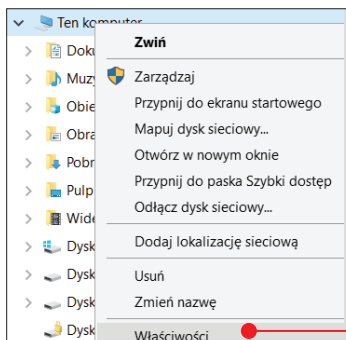 Ten komputer
Zwiń
Doku
Zarządzaj
Muzy
Przypnij do ekranu startowego
Obie
Mapuj dysk sieciowy...
Obra
Otwórz w nowym oknie
Pobr
Przypnij do paska Szybki dostęp
Pulp
Odłącz dysk sieciowy...
Wide
Dodaj lokalizację sieciową
Dysk
Usuń
Dysk
Zmień nazwę
Dysk
Właściwości
Dysk